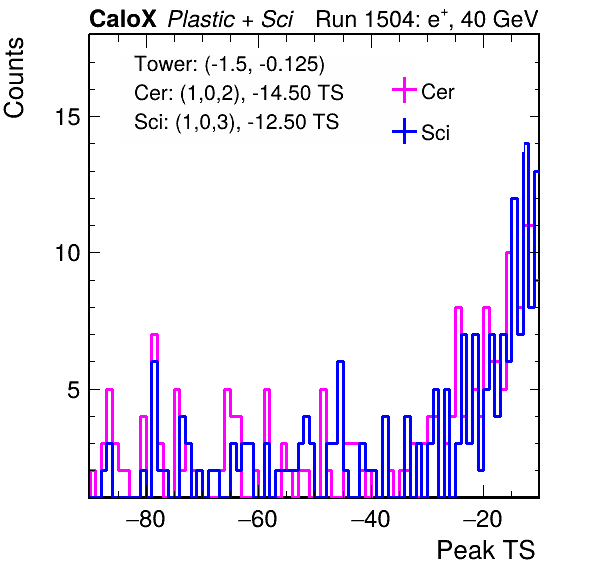 CaloX Plastic + Sci Run 1504: e+, 40 GeV
Counts
Tower: (-1.5, -0.125)
Cer: (1,0,2), -14.50 TS
Sci: (1,0,3), -12.50 TS
Cer
Sci
15
10
5
−80 −60 −40 −20
Peak TS